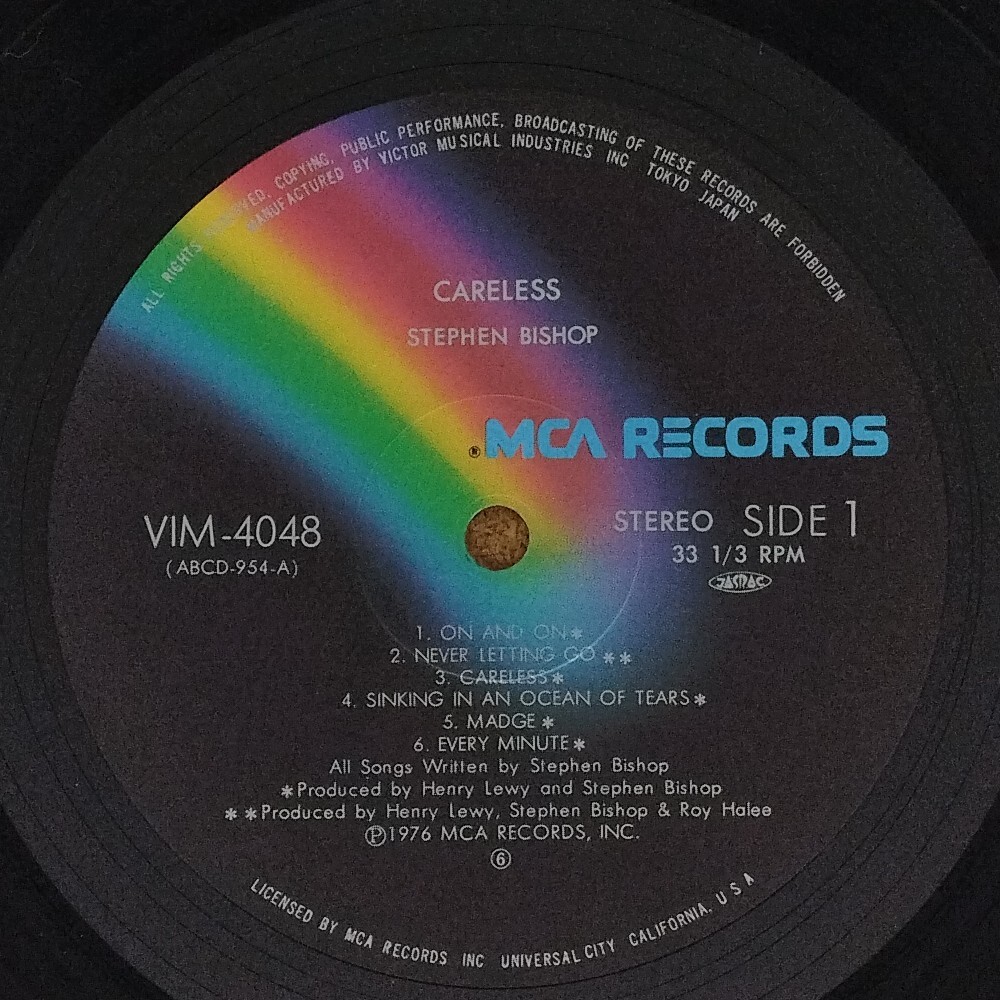 ALL RIGHTS RESERVED. COPYING, PUBLIC PERFORMANCE, BROADCASTING OF THESE RECORDS ARE FORBIDDEN
MANUFACTURED BY VICTOR MUSICAL INDUSTRIES INC TOKYO JAPAN
CARELESS
STEPHEN BISHOP
®MCA RECORDS
VIM-4048
(ABCD-954-A)
STEREO SIDE 1
33 1/3 RPM
JASRAC
1. ON AND ON*
2. NEVER LETTING GO **
3. CARELESS*
4. SINKING IN AN OCEAN OF TEARS*
5. MADGE *
6. EVERY MINUTE*
All Songs Written by Stephen Bishop
*Produced by Henry Lewy and Stephen Bishop
**Produced by Henry Lewy, Stephen Bishop & Roy Halee
Ⓟ1976 MCA RECORDS, INC.
⑥
LICENSED BY MCA RECORDS INC UNIVERSAL CITY CALIFORNIA, U S A